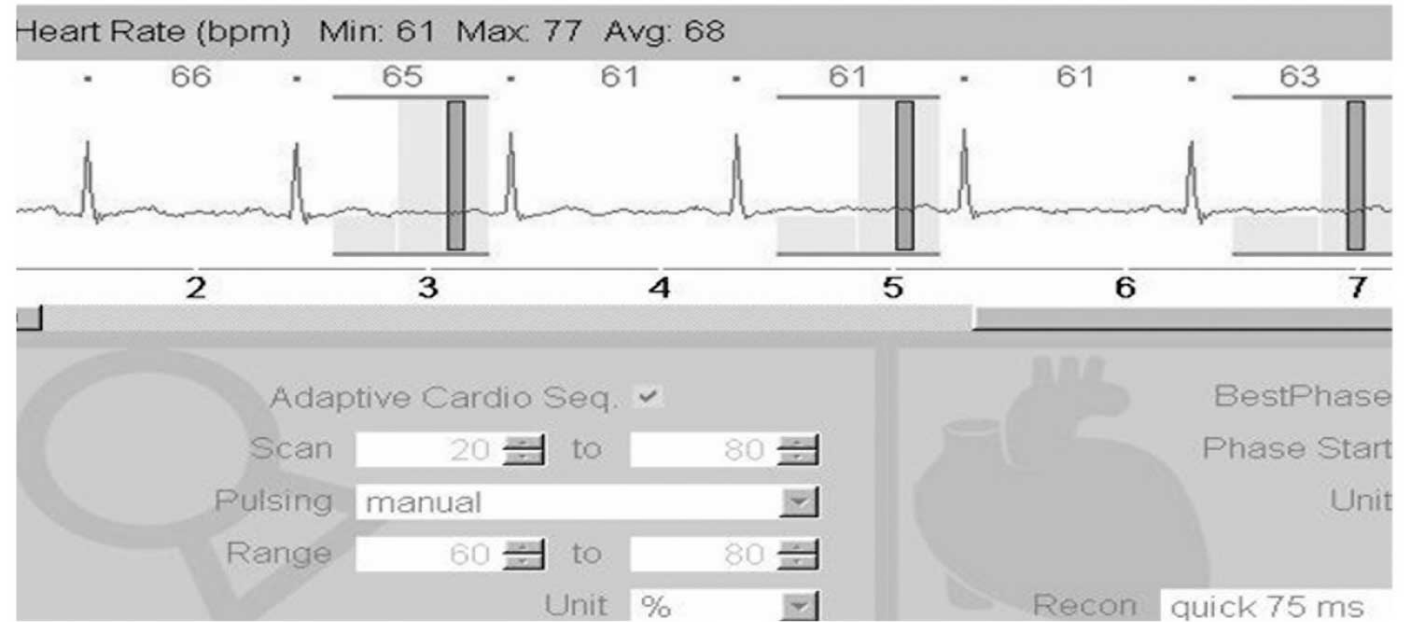 Heart Rate (bpm) Min: 61 Max: 77 Avg: 68
66 65 61 61 61 63
2 3 4 5 6 7
Adaptive Cardio Seq.
BestPhase
Scan 20 to 80
Phase Start
Pulsing manual
Unit
Range 60 to 80
Unit %
Recon quick 75 ms